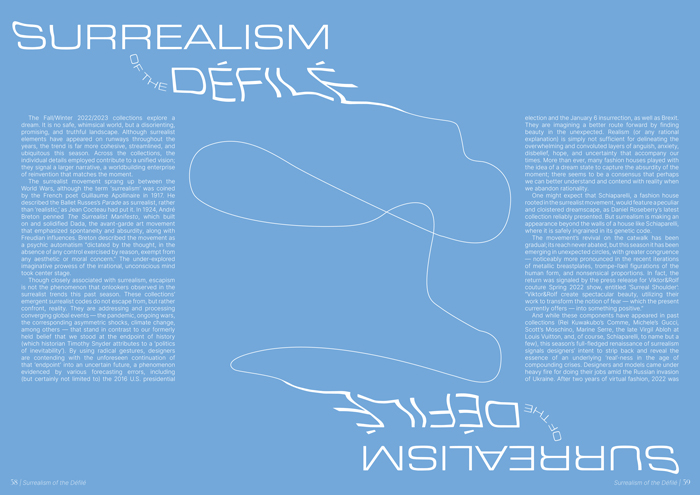 SURREALISM
OF THE
DÉFILÉ
The Fall/Winter 2022/2023 collections explore a
dream. It is no safe, whimsical world, but a disorienting,
promising, and truthful landscape. Although surrealist
elements have appeared on runways throughout the
years, the trend is far more cohesive, streamlined, and
ubiquitous this season. Across the collections, the
individual details employed contribute to a unified vision;
they signal a larger narrative, a worldbuilding enterprise
of reinvention that matches the moment.
The surrealist movement sprang up between the
World Wars, although the term 'surrealism' was coined
by the French poet Guillaume Apollinaire in 1917. He
described the Ballet Russes's Parade as surrealist, rather
than 'realistic,' as Jean Cocteau had put it. In 1924, André
Breton penned The Surrealist Manifesto, which built
on and solidified Dada, the avant-garde art movement
that emphasized spontaneity and absurdity, along with
Freudian influences. Breton described the movement as
a psychic automatism "dictated by the thought, in the
absence of any control exercised by reason, exempt from
any aesthetic or moral concern." The under-explored
imaginative prowess of the irrational, unconscious mind
took center stage.
Though closely associated with surrealism, escapism
is not the phenomenon that onlookers observed in the
surrealist trends this past season. These collections'
emergent surrealist codes do not escape from, but rather
confront, reality. They are addressing and processing
converging global events — the pandemic, ongoing wars,
the corresponding asymmetric shocks, climate change,
among others — that stand in contrast to our formerly
held belief that we stood at the endpoint of history
(which historian Timothy Snyder attributes to a 'politics
of inevitability'). By using radical gestures, designers
are contending with the unforeseen continuation of
that 'endpoint' into an uncertain future, a phenomenon
evidenced by various forecasting errors, including
(but certainly not limited to) the 2016 U.S. presidential
election and the January 6 insurrection, as well as Brexit.
They are imagining a better route forward by finding
beauty in the unexpected. Realism (or any rational
explanation) is simply not sufficient for delineating the
overwhelming and convoluted layers of anguish, anxiety,
disbelief, hope, and uncertainty that accompany our
times. More than ever, many fashion houses played with
the idea of a dream state to capture the absurdity of the
moment; there seems to be a consensus that perhaps
we can better understand and contend with reality when
we abandon rationality.
One might expect that Schiaparelli, a fashion house
rooted in the surrealist movement, would feature a peculiar
and cloistered dreamscape, as Daniel Roseberry's latest
collection reliably presented. But surrealism is making an
appearance beyond the walls of a house like Schiaparelli,
where it is safely ingrained in its genetic code.
The movement's revival on the catwalk has been
gradual; its reach never abated, but this season it has been
emerging in unexpected circles, with greater congruence
— noticeably more pronounced in the recent iterations
of metallic breastplates, trompe-l'œil figurations of the
human form, and nonsensical proportions. In fact, the
return was signaled by the press release for Viktor&Rolf
couture Spring 2022 show, entitled 'Surreal Shoulder':
"Viktor&Rolf create spectacular beauty, utilizing their
work to transform the notion of fear — which the present
currently offers — into something positive."
And while these components have appeared in past
collections (Rei Kawakubo's Comme, Michele's Gucci,
Scott's Moschino, Marine Serre, the late Virgil Abloh at
Louis Vuitton, and, of course, Schiaparelli, to name but a
few), this season's full-fledged renaissance of surrealism
signals designers' intent to strip back and reveal the
essence of an underlying 'real'-ness in the age of
compounding crises. Designers and models came under
heavy fire for doing their jobs amid the Russian invasion
of Ukraine. After two years of virtual fashion, 2022 was
DÉFILÉ
OF THE
SURREALISM
58 | Surrealism of the Défilé
Surrealism of the Défilé | 59